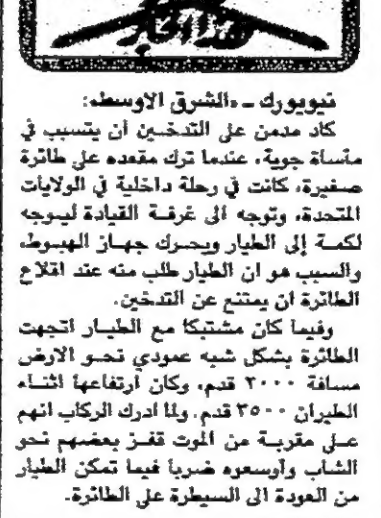 نيويورك ـ «الشرق الاوسط»:
كاد مدمن على التدخين أن يتسبب في
مأساة جوية، عندما ترك مقعده على طائرة
صغيرة، كانت في رحلة داخلية في الولايات
المتحدة، وتوجه الى غرفة القيادة ليوجه
لكمة إلى الطيار ويحرك جهاز الهبوط،
والسبب هو ان الطيار طلب منه عند اقلاع
الطائرة ان يمتنع عن التدخين.
وفيما كان مشتبكا مع الطيار اتجهت
الطائرة بشكل شبه عمودي نحو الارض
مسافة ٢٠٠٠ قدم، وكان ارتفاعها اثناء
الطيران ٣٥٠٠ قدم. ولما ادرك الركاب انهم
على مقربة من الموت قفز بعضهم نحو
الشاب وأوسعوه ضربا فيما تمكن الطيار
من العودة الى السيطرة على الطائرة.